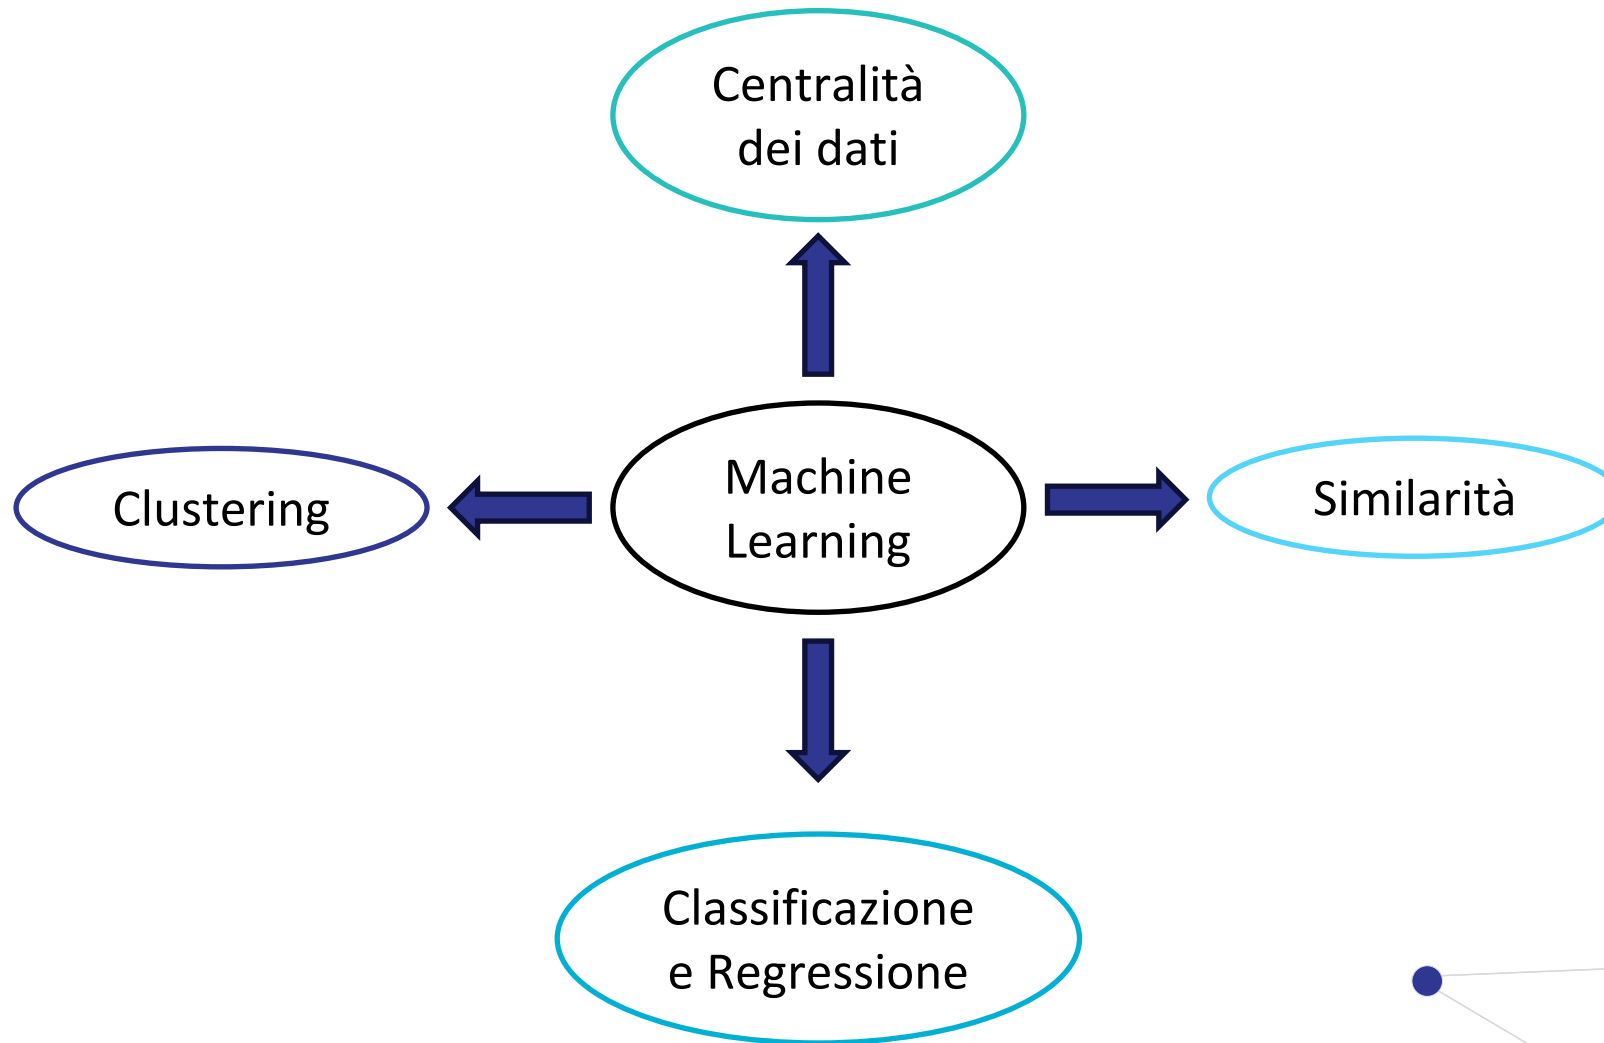 Centralità
dei dati
Clustering
Machine
Learning
Similarità
Classificazione
e Regressione